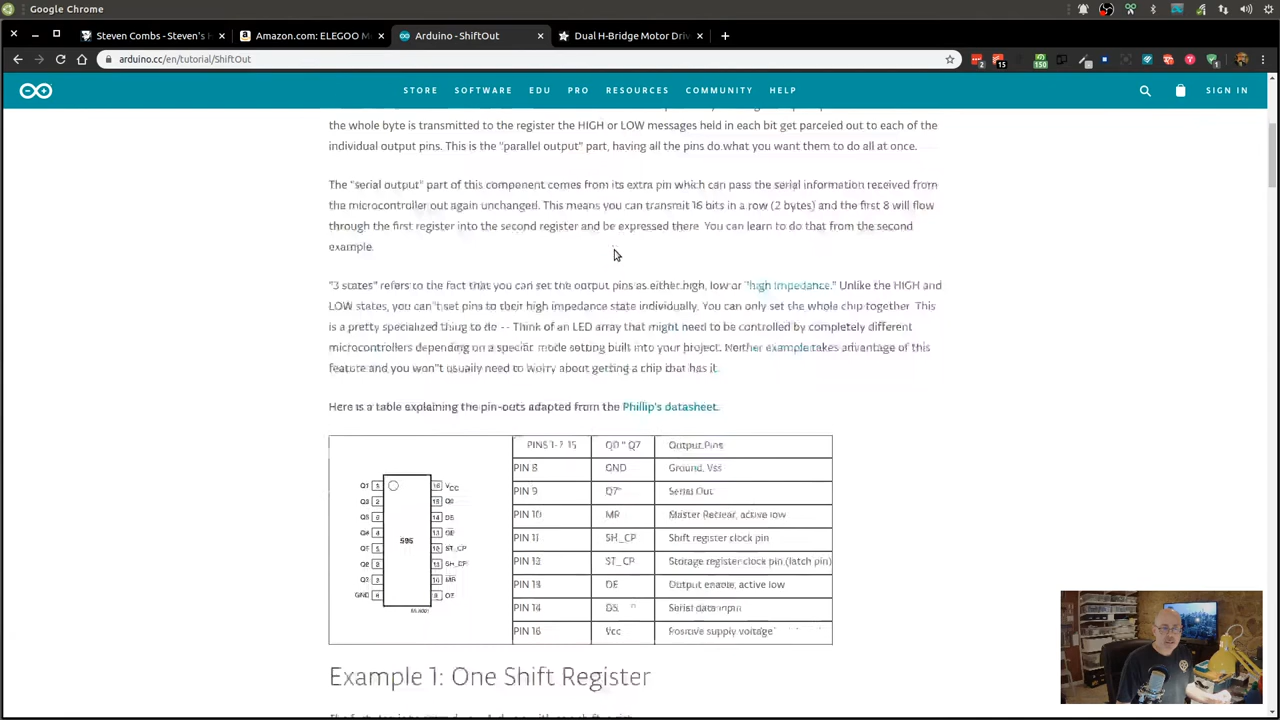 Google Chrome
Steven Combs - Steven's H
Amazon.com: ELEGOO M
Arduino - ShiftOut
Dual H-Bridge Motor Driv
arduino.cc/en/tutorial/ShiftOut
STORE SOFTWARE EDU PRO RESOURCES COMMUNITY HELP
SIGN IN
the whole byte is transmitted to the register the HIGH or LOW messages held in each bit get parceled out to each of the
individual output pins. This is the "parallel output" part, having all the pins do what you want them to do all at once.
The "serial output" part of this component comes from its extra pin which can pass the serial information received from
the microcontroller out again unchanged. This means you can transmit 16 bits in a row (2 bytes) and the first 8 will flow
through the first register into the second register and be expressed there. You can learn to do that from the second
example.
"3 states" refers to the fact that you can set the output pins as either high, low or "high impedance." Unlike the HIGH and
LOW states, you can"t set pins to their high impedance state individually. You can only set the whole chip together. This
is a pretty specialized thing to do -- Think of an LED array that might need to be controlled by completely different
microcontrollers depending on a specific mode setting built into your project. Neither example takes advantage of this
feature and you won"t usually need to worry about getting a chip that has it.
Here is a table explaining the pin-outs adapted from the Phillip's datasheet.
PINS 1-7, 15 Q0 " Q7 Output Pins
PIN 8 GND Ground, Vss
PIN 9 Q7" Serial Out
PIN 10 MR Master Reclear, active low
PIN 11 SH_CP Shift register clock pin
PIN 12 ST_CP Storage register clock pin (latch pin)
PIN 13 OE Output enable, active low
PIN 14 DS Serial data input
PIN 16 Vcc Positive supply voltage
595
GND
Example 1: One Shift Register